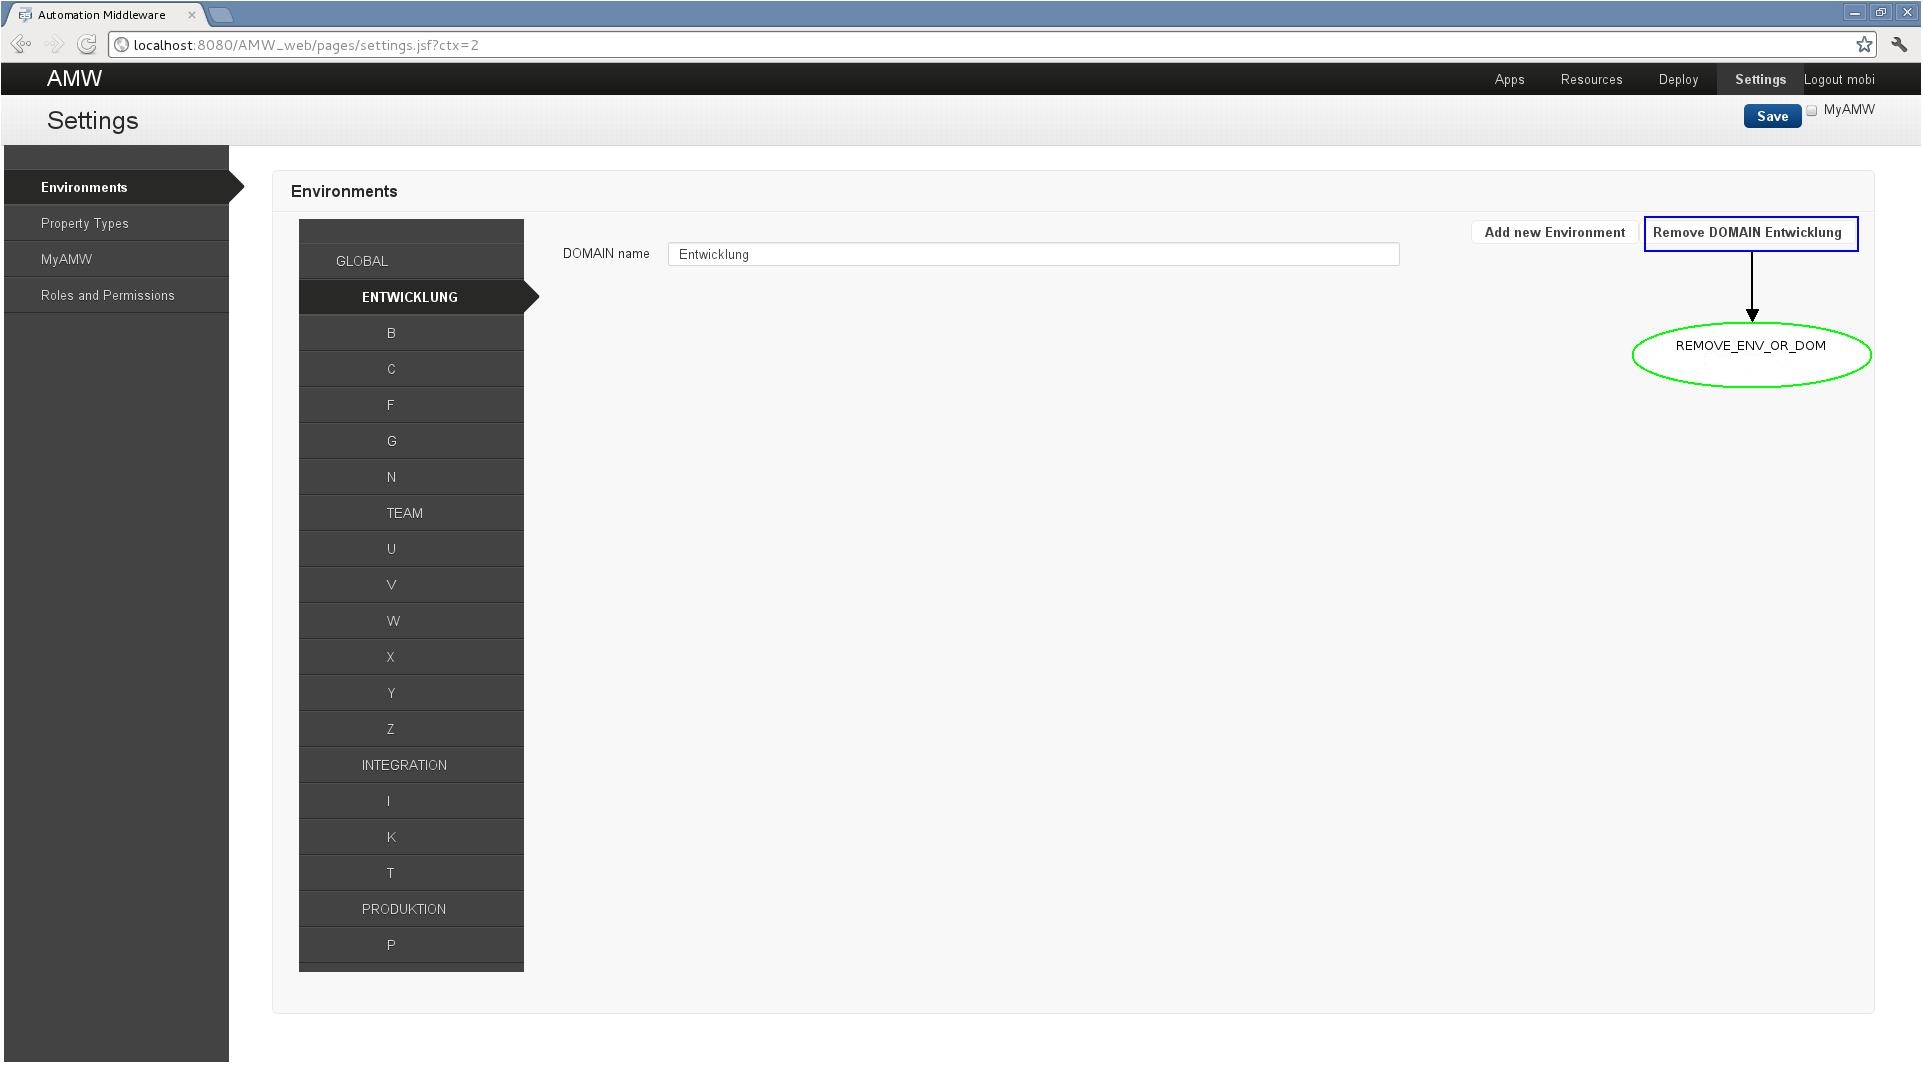 Automation Middleware
localhost:8080/AMW_web/pages/settings.jsf?ctx=2
AMW
Apps Resources Deploy Settings Logout mobi
Settings
Save MyAMW
Environments
Property Types
MyAMW
Roles and Permissions
Environments
Add new Environment Remove DOMAIN Entwicklung
DOMAIN name Entwicklung
GLOBAL
ENTWICKLUNG
B
C
F
G
N
TEAM
U
V
W
X
Y
Z
INTEGRATION
I
K
T
PRODUKTION
P
REMOVE_ENV_OR_DOM